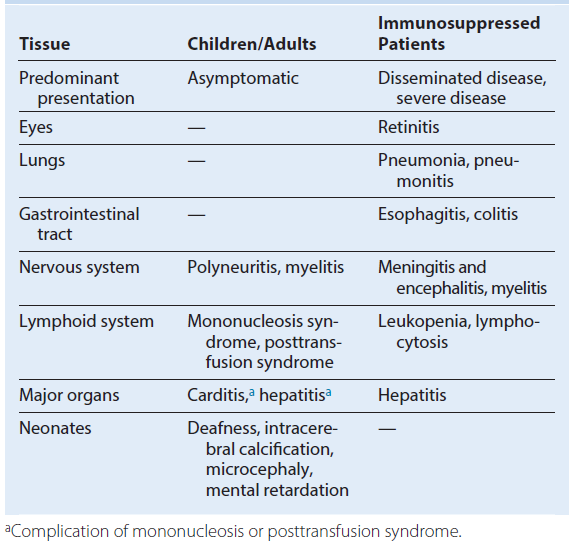 Tissue Children/Adults Immunosuppressed Patients
Predominant presentation Asymptomatic Disseminated disease, severe disease
Eyes — Retinitis
Lungs — Pneumonia, pneu-
monitis
Gastrointestinal tract — Esophagitis, colitis
Nervous system Polyneuritis, myelitis Meningitis and encephalitis, myelitis
Lymphoid system Mononucleosis syn-
drome, posttrans-
fusion syndrome Leukopenia, lympho-
cytosis
Major organs Carditis,a hepatitisa Hepatitis
Neonates Deafness, intracere-
bral calcification,
microcephaly,
mental retardation —
aComplication of mononucleosis or posttransfusion syndrome.